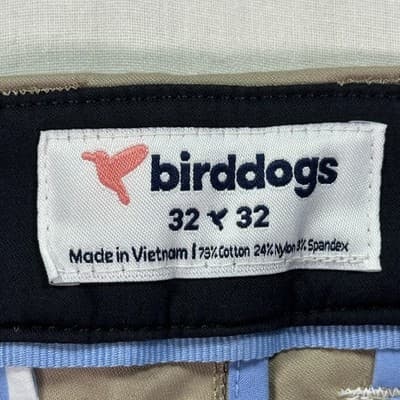 birddogs
32 32
Made in Vietnam | 73%Cotton 24%Nylon 3% Spandex